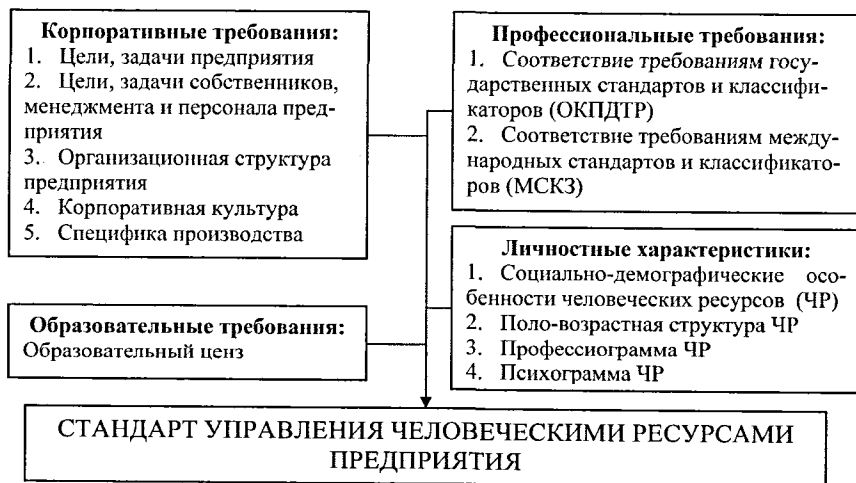 Корпоративные требования:
1. Цели, задачи предприятия
2. Цели, задачи собственников,
менеджмента и персонала пред-
приятия
3. Организационная структура
предприятия
4. Корпоративная культура
5. Специфика производства
Профессиональные требования:
1. Соответствие требованиям госу-
дарственных стандартов и классифи-
каторов (ОКПДТР)
2. Соответствие требованиям между-
народных стандартов и классификато-
ров (МСКЗ)
Образовательные требования:
Образовательный ценз
Личностные характеристики:
1. Социально-демографические осо-
бенности человеческих ресурсов (ЧР)
2. Поло-возрастная структура ЧР
3. Профессиограмма ЧР
4. Психограмма ЧР
СТАНДАРТ УПРАВЛЕНИЯ ЧЕЛОВЕЧЕСКИМИ РЕСУРСАМИ
ПРЕДПРИЯТИЯ